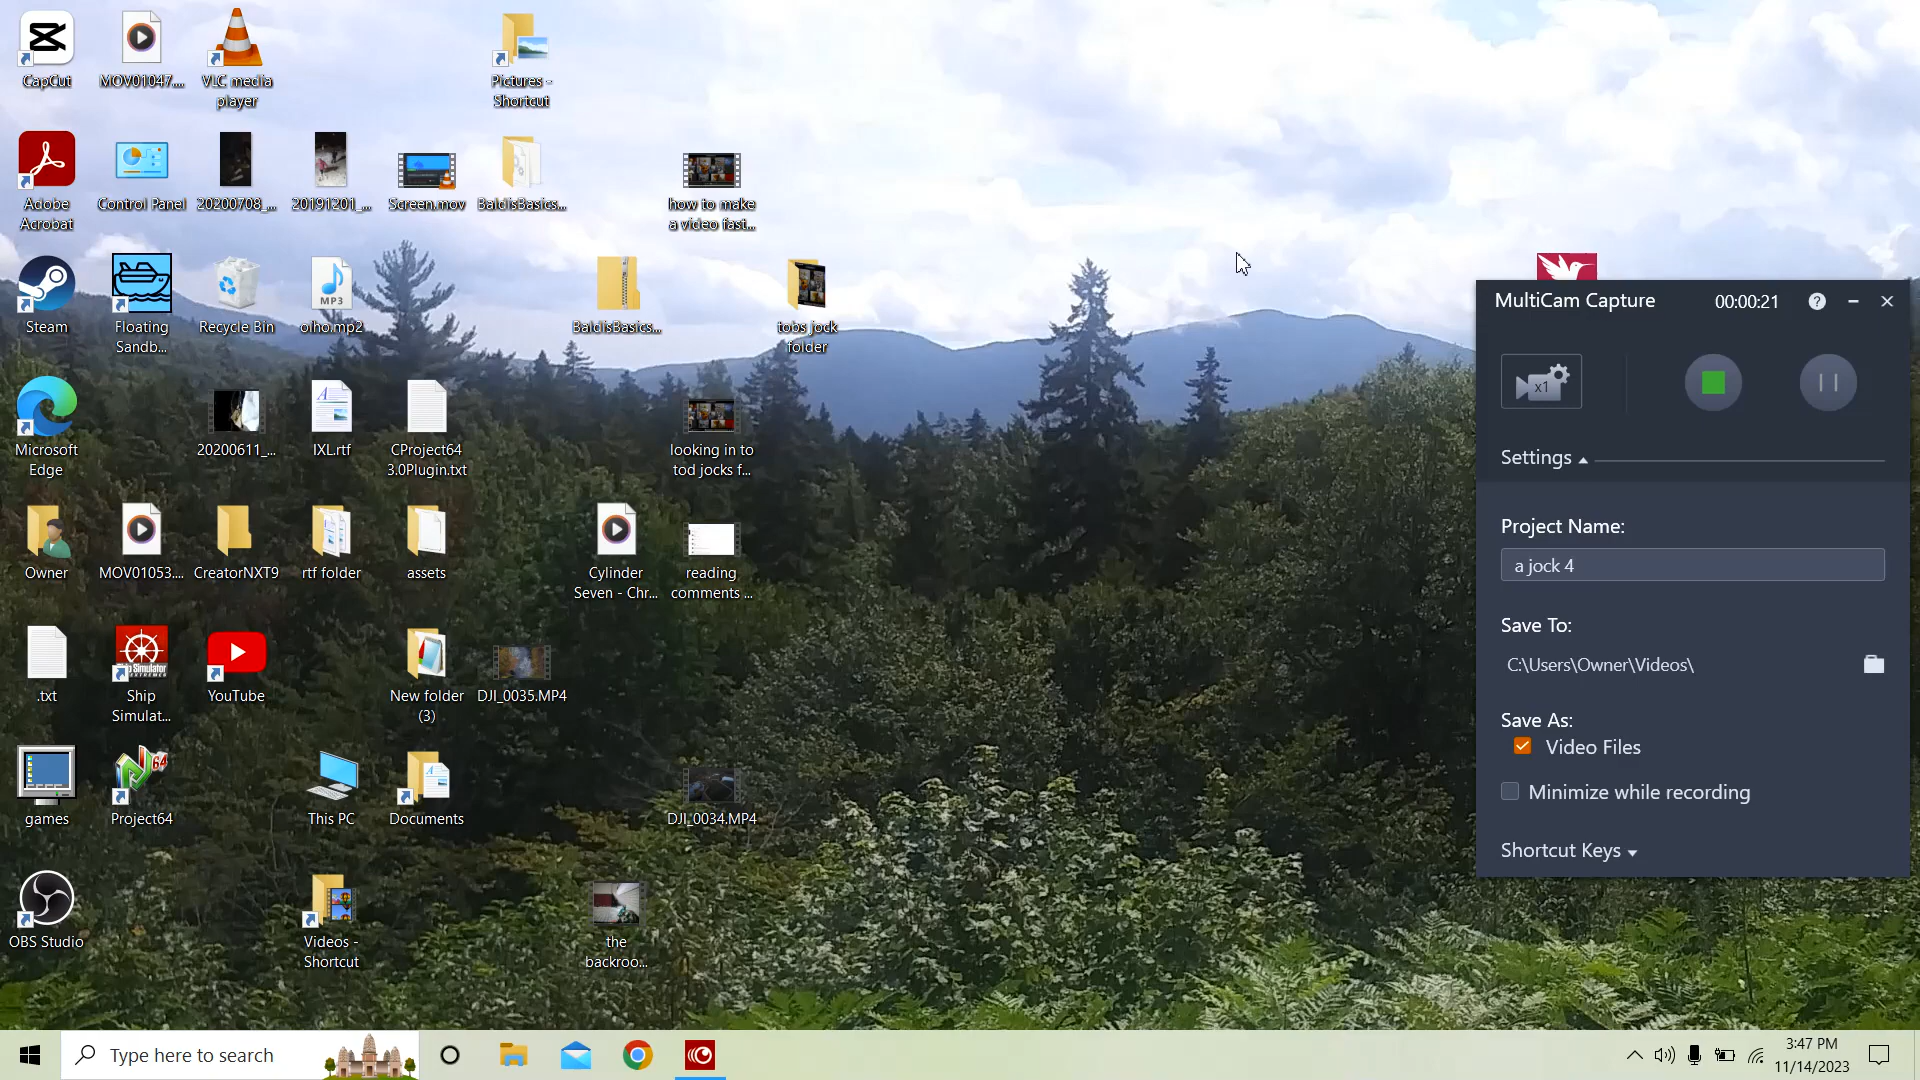 CapCut
MOV01047....
VLC media
player
Pictures -
Shortcut
Adobe
Acrobat
Control Panel
20200708_...
20191201_...
Screen.mov
BaldisBasics...
how to make
a video fast...
Steam
Floating
Sandb...
Recycle Bin
MP3
olho.mp2
BaldisBasics...
tobs jock
folder
Microsoft
Edge
20200611_...
IXL.rtf
CProject64
3.0Plugin.txt
looking in to
tod jocks f...
Owner
MOV01053....
CreatorNXT9
rtf folder
assets
Cylinder
Seven - Chr...
reading
comments ...
.txt
Ship
Simulat...
YouTube
New folder
(3)
DJI_0035.MP4
games
64
Project64
This PC
Documents
DJI_0034.MP4
OBS Studio
Videos -
Shortcut
the
backroo...
MultiCam Capture
00:00:21
x1
Settings
Project Name:
a jock 4
Save To:
C:\Users\Owner\Videos\
Save As:
Video Files
Minimize while recording
Shortcut Keys
Type here to search
3:47 PM
11/14/2023